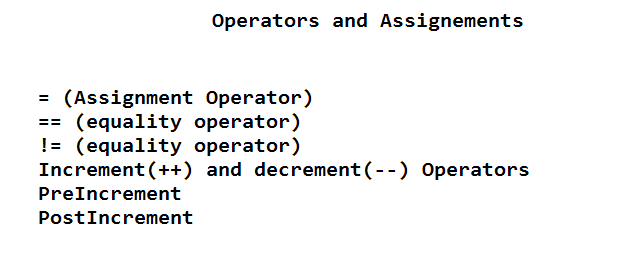 Operators and Assignements
= (Assignment Operator)
== (equality operator)
!= (equality operator)
Increment(++) and decrement(--) Operators
PreIncrement
PostIncrement